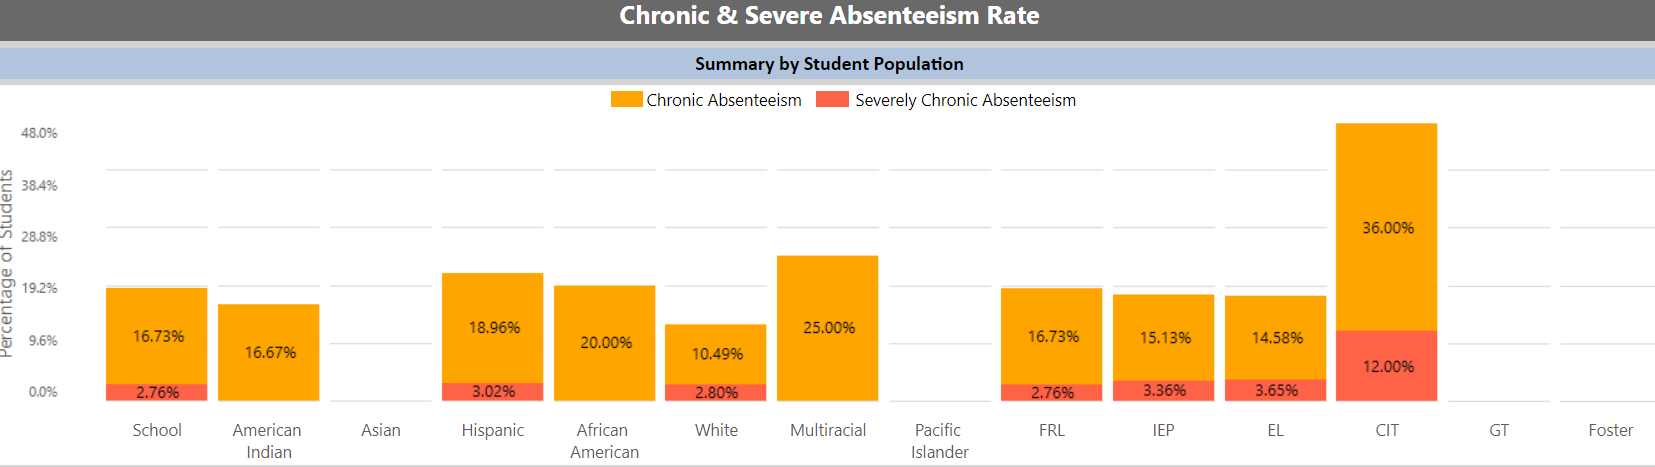 Chronic & Severe Absenteeism Rate
Summary by Student Population
Chronic Absenteeism Severely Chronic Absenteeism
Percentage of Students
48.0%
38.4%
28.8%
19.2%
9.6%
0.0%
16.73%
2.76%
16.67%
18.96%
3.02%
20.00%
10.49%
2.80%
25.00%
16.73%
2.76%
15.13%
3.36%
14.58%
3.65%
36.00%
12.00%
School
American
Indian
Asian
Hispanic
African
American
White
Multiracial
Pacific
Islander
FRL
IEP
EL
CIT
GT
Foster